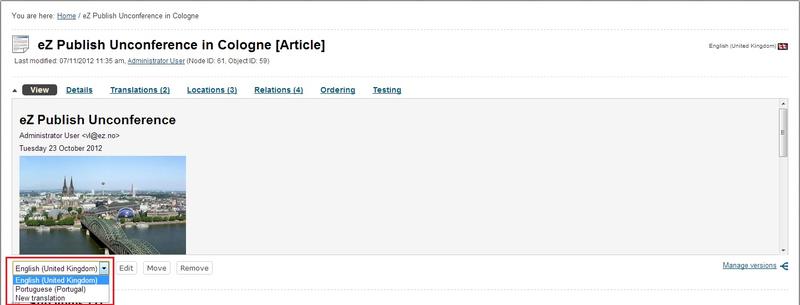 You are here: Home / eZ Publish Unconference in Cologne
eZ Publish Unconference in Cologne [Article]
English (United Kingdom)
Last modified: 07/11/2012 11:35 am, Administrator User (Node ID: 61, Object ID: 59)
View Details Translations (2) Locations (3) Relations (4) Ordering Testing
eZ Publish Unconference
Administrator User <vl@ez.no>
Tuesday 23 October 2012
English (United Kingdom) Edit Move Remove Manage versions
English (United Kingdom)
Portuguese (Portugal)
New translation